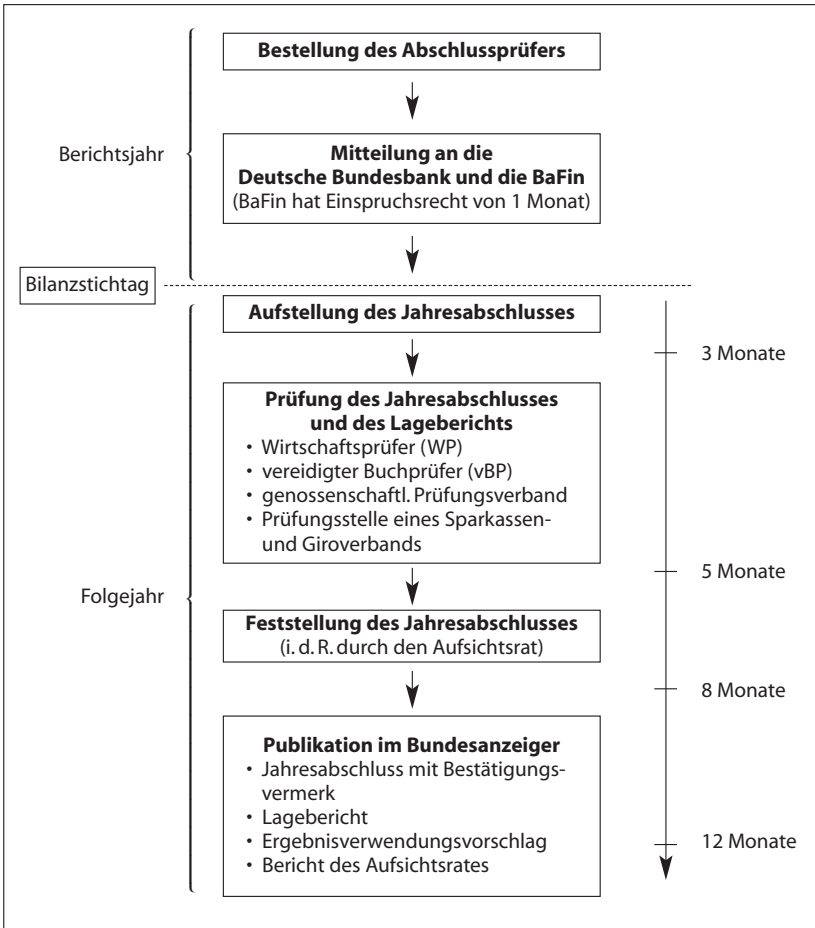 Bestellung des Abschlussprüfers
Berichtsjahr
Mitteilung an die
Deutsche Bundesbank und die BaFin
(BaFin hat Einspruchsrecht von 1 Monat)
Bilanzstichtag
Aufstellung des Jahresabschlusses
3 Monate
Prüfung des Jahresabschlusses
und des Lageberichts
• Wirtschaftsprüfer (WP)
• vereidigter Buchprüfer (vBP)
• genossenschaftl. Prüfungsverband
• Prüfungsstelle eines Sparkassen-
und Giroverbands
5 Monate
Folgejahr
Feststellung des Jahresabschlusses
(i. d. R. durch den Aufsichtsrat)
8 Monate
Publikation im Bundesanzeiger
• Jahresabschluss mit Bestätigungs-
vermerk
• Lagebericht
• Ergebnisverwendungsvorschlag
• Bericht des Aufsichtsrates
12 Monate